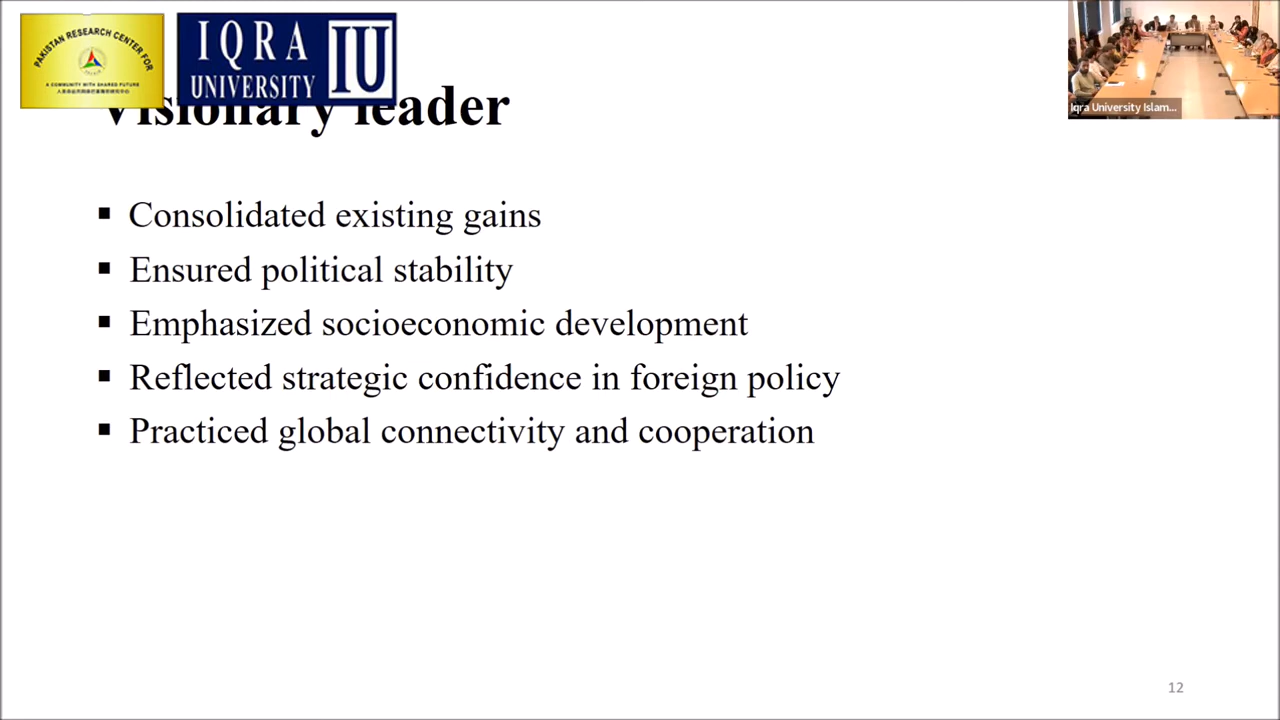 PAKISTAN RESEARCH CENTER FOR
A COMMUNITY WITH SHARED FUTURE
IQRA
UNIVERSITY
IU
Iqra University Islam...
Visionary leader
▪ Consolidated existing gains
▪ Ensured political stability
▪ Emphasized socioeconomic development
▪ Reflected strategic confidence in foreign policy
▪ Practiced global connectivity and cooperation
12